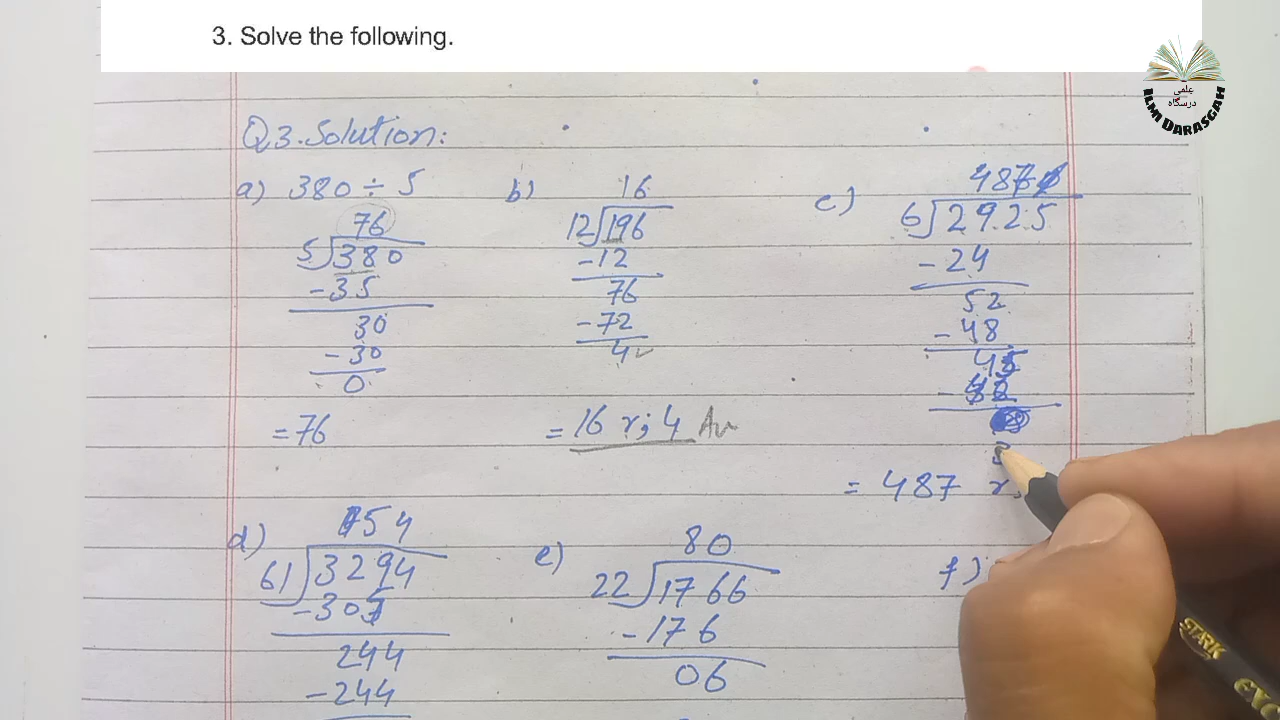 3. Solve the following.
علمی
درسگاه
ILMI DARASGAH
Q3. Solution:
a) 380 ÷ 5
76
5)380
-35
30
-30
0
= 76
b) 16
12)196
-12
76
-72
4
= 16 r; 4 An
c) 487
6)2925
-24
52
-48
45
-42
3
= 487 r;
d) 54
61)3294
-305
244
-244
e) 80
22)1766
-176
06
f)
STARK